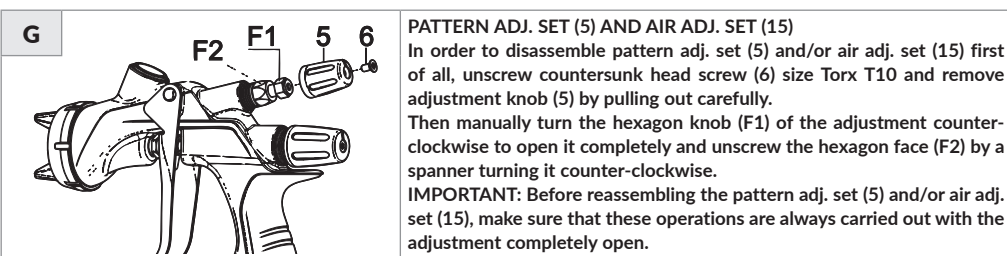 G
F2 F1 5 6
PATTERN ADJ. SET (5) AND AIR ADJ. SET (15)
In order to disassemble pattern adj. set (5) and/or air adj. set (15) first
of all, unscrew countersunk head screw (6) size Torx T10 and remove
adjustment knob (5) by pulling out carefully.
Then manually turn the hexagon knob (F1) of the adjustment counter-
clockwise to open it completely and unscrew the hexagon face (F2) by a
spanner turning it counter-clockwise.
IMPORTANT: Before reassembling the pattern adj. set (5) and/or air adj.
set (15), make sure that these operations are always carried out with the
adjustment completely open.